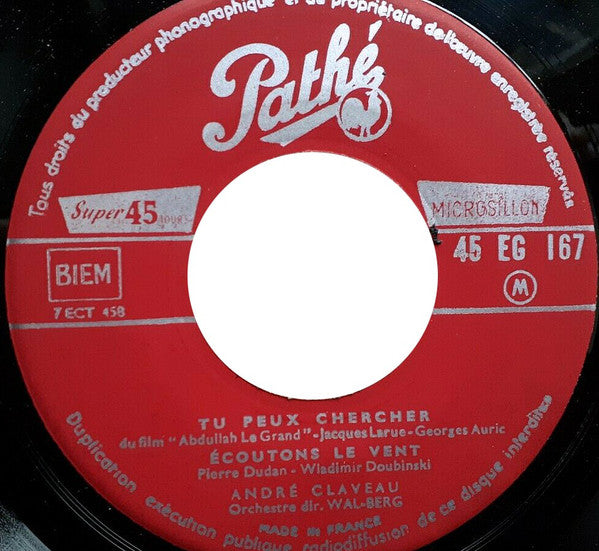 Tous droits du producteur phonographique et du propriétaire de l'œuvre enregistrée réservés
Pathé
Super 45 TOURS
MICROSILLON
45 EG 167
BIEM
M
7 ECT 458
TU PEUX CHERCHER
du film "Abdullah Le Grand" - Jacques Larue - Georges Auric
ÉCOUTONS LE VENT
Pierre Dudan - Wladimir Doubinski
ANDRÉ CLAVEAU
Orchestre dir. WAL-BERG
MADE IN FRANCE
Duplication exécution publique radiodiffusion de ce disque interdites